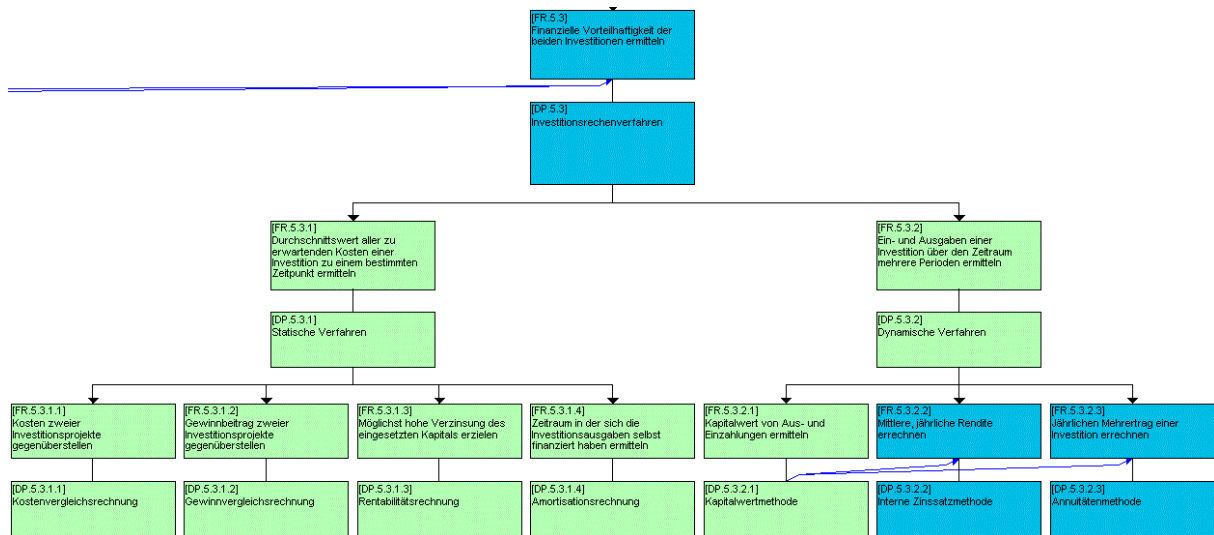 [FR.5.3]
Finanzielle Vorteilhaftigkeit der
beiden Investitionen ermitteln
[DP.5.3]
Investitionsrechenverfahren
[FR.5.3.1]
Durchschnittswert aller zu
erwartenden Kosten einer
Investition zu einem bestimmten
Zeitpunkt ermitteln
[FR.5.3.2]
Ein- und Ausgaben einer
Investition über den Zeitraum
mehrere Perioden ermitteln
[DP.5.3.1]
Statische Verfahren
[DP.5.3.2]
Dynamische Verfahren
[FR.5.3.1.1]
Kosten zweier
Investitionsprojekte
gegenüberstellen
[FR.5.3.1.2]
Gewinnbeitrag zweier
Investitionsprojekte
gegenüberstellen
[FR.5.3.1.3]
Möglichst hohe Verzinsung des
eingesetzten Kapitals erzielen
[FR.5.3.1.4]
Zeitraum in der sich die
Investitionsausgaben selbst
finanziert haben ermitteln
[FR.5.3.2.1]
Kapitalwert von Aus- und
Einzahlungen ermitteln
[FR.5.3.2.2]
Mittlere, jährliche Rendite
errechnen
[FR.5.3.2.3]
Jährlichen Mehrertrag einer
Investition errechnen
[DP.5.3.1.1]
Kostenvergleichsrechnung
[DP.5.3.1.2]
Gewinnvergleichsrechnung
[DP.5.3.1.3]
Rentabilitätsrechnung
[DP.5.3.1.4]
Amortisationsrechnung
[DP.5.3.2.1]
Kapitalwertmethode
[DP.5.3.2.2]
Interne Zinssatzmethode
[DP.5.3.2.3]
Annuitätenmethode